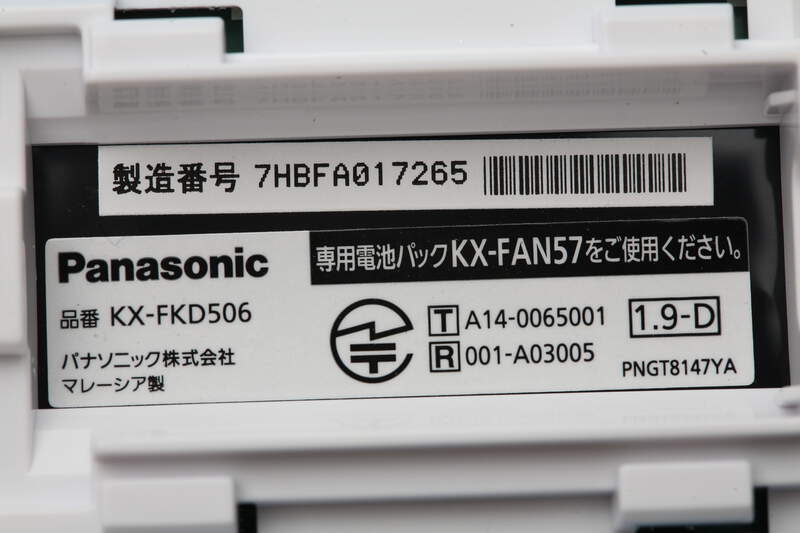 製造番号 7HBFA017265
Panasonic
専用電池パックKX-FAN57をご使用ください。
品番 KX-FKD506
パナソニック株式会社
マレーシア製
T A14-0065001
R 001-A03005
1.9-D
PNGT8147YA